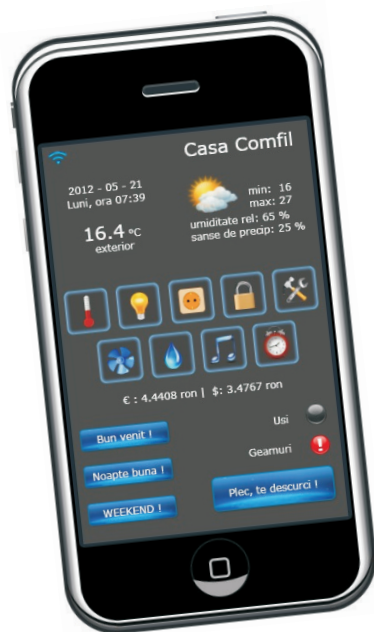 Casa Comfil
2012 - 05 - 21
Luni, ora 07:39
16.4 °C
exterior
min: 16
max: 27
umiditate rel: 65 %
sanse de precip: 25 %
€ : 4.4408 ron | $: 3.4767 ron
Usi
Bun venit !
Geamuri
Noapte buna !
Plec, te descurci !
WEEKEND !